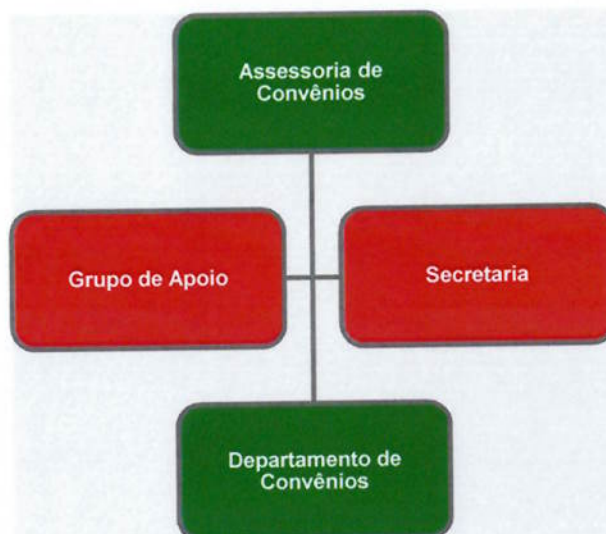 Assessoria de
Convênios
Grupo de Apoio
Secretaria
Departamento de
Convênios